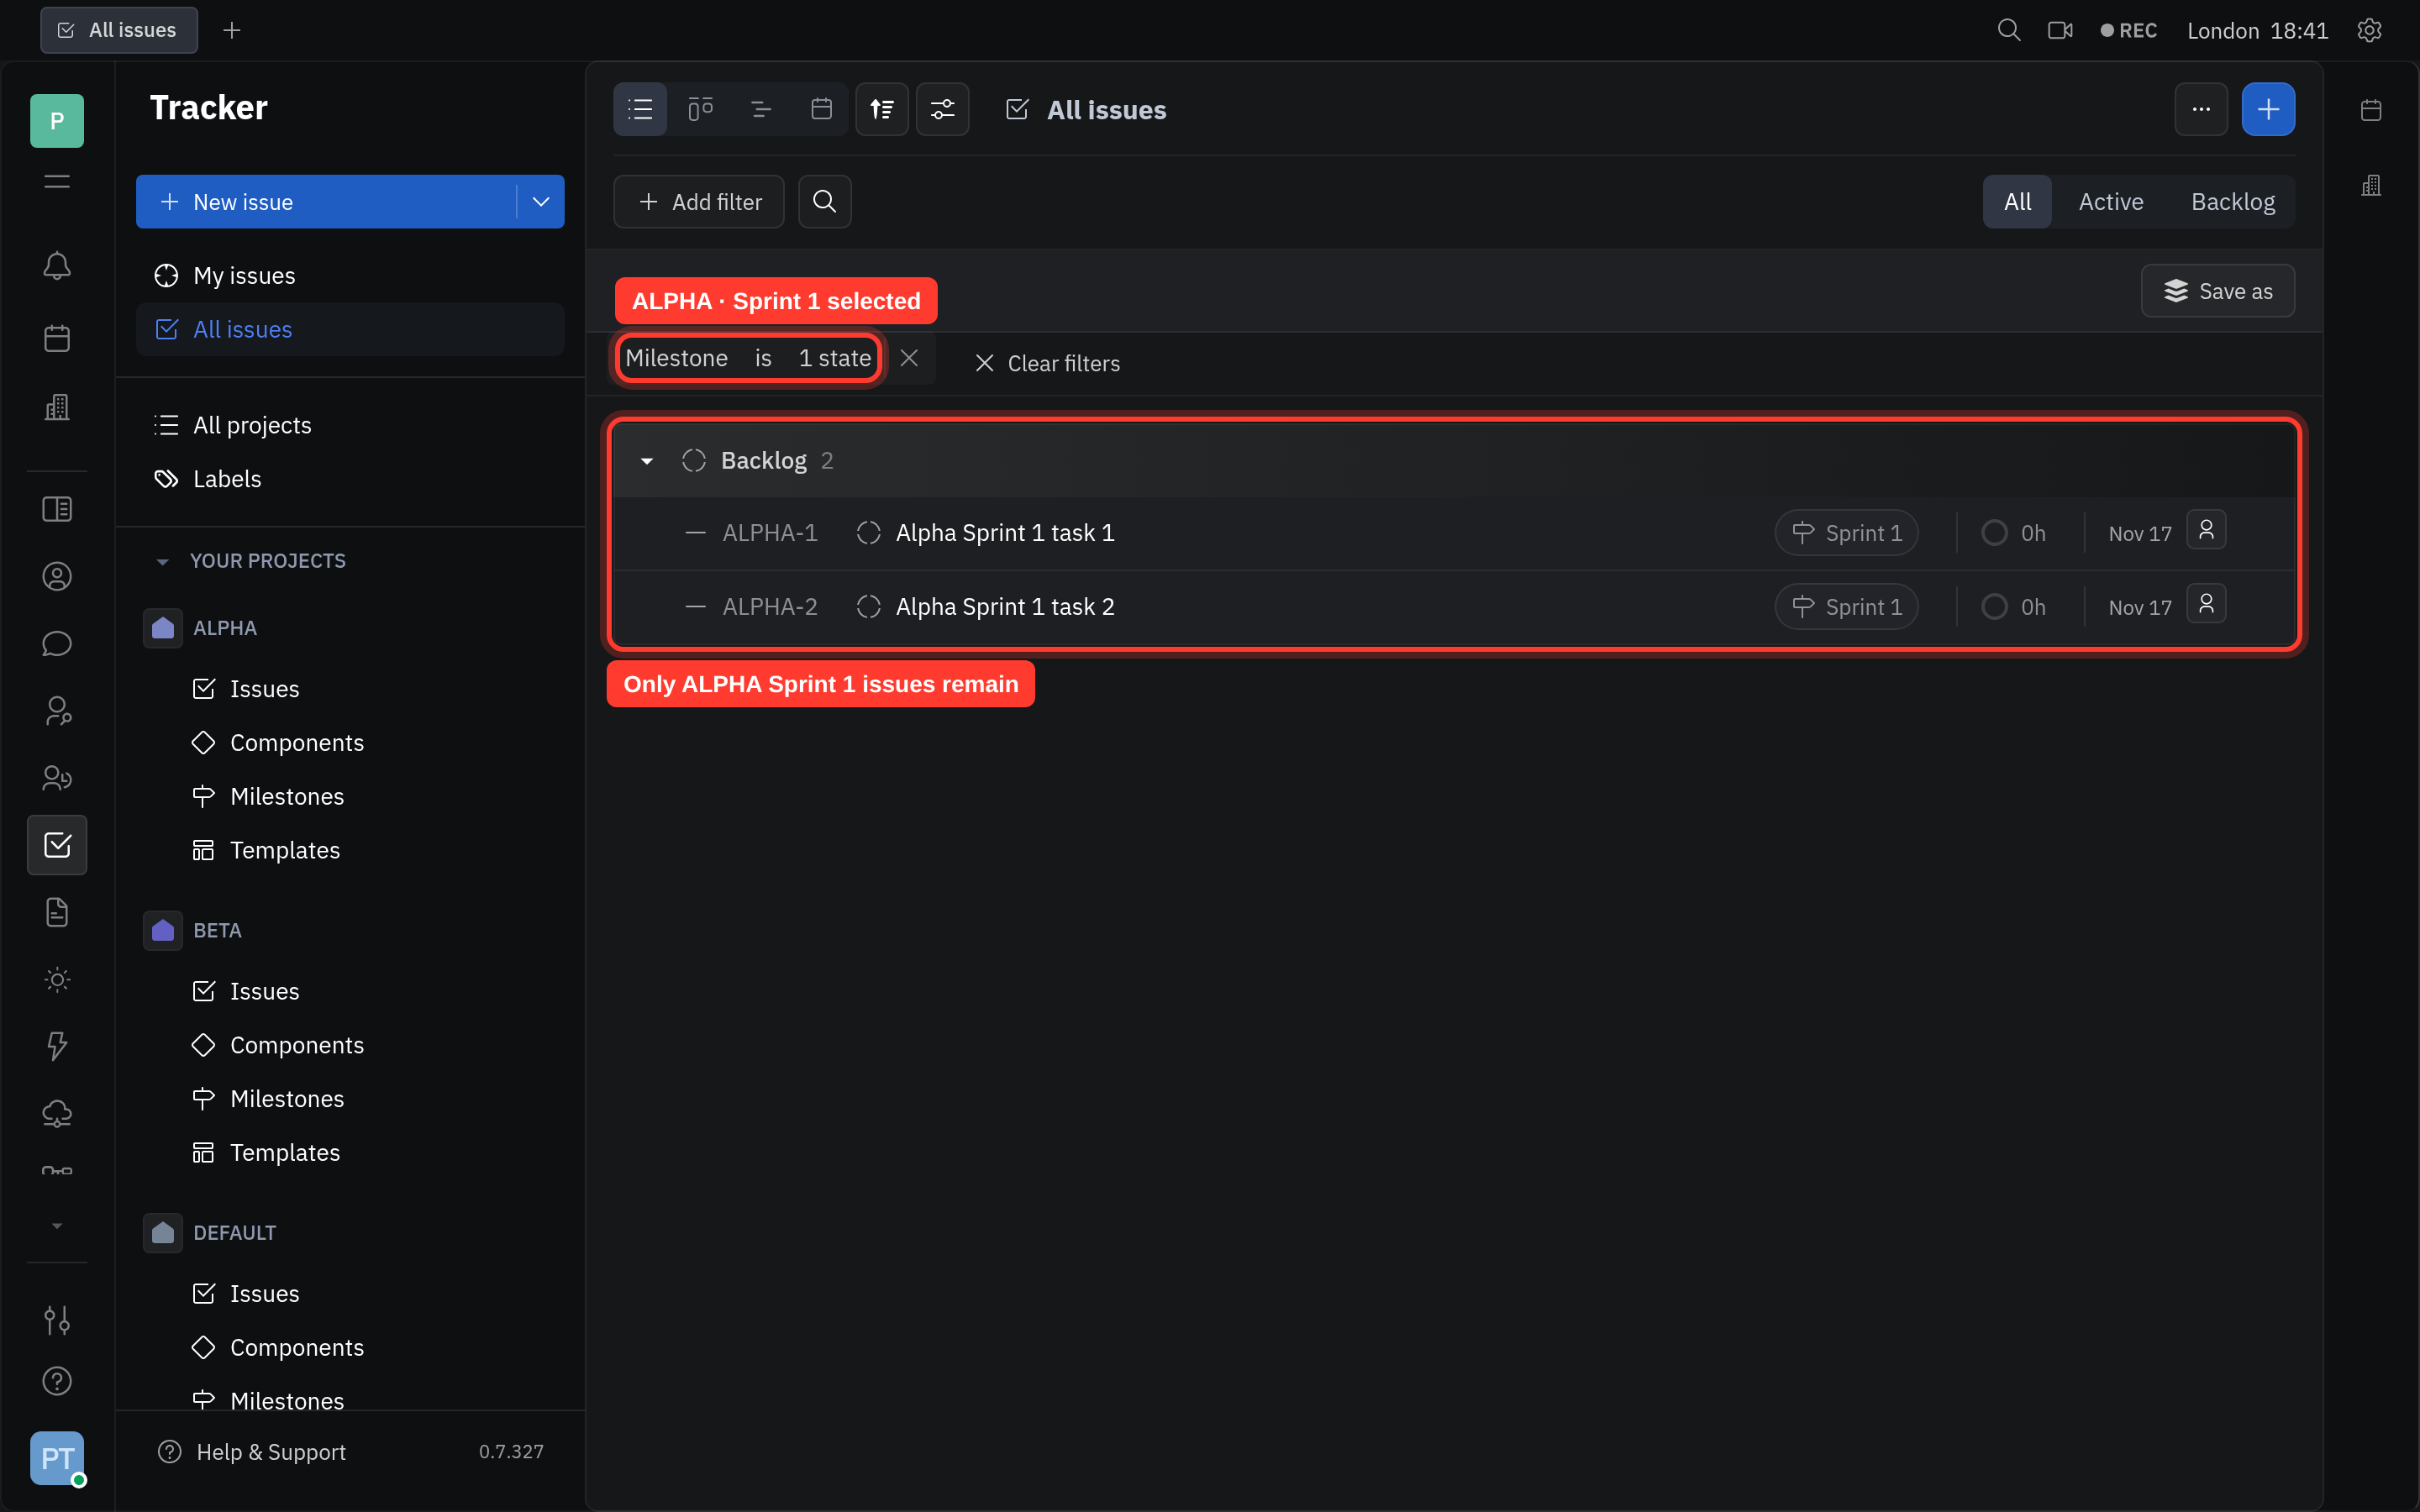 All issues
REC London 18:41
P
Tracker
New issue
My issues
All issues
All projects
Labels
YOUR PROJECTS
ALPHA
Issues
Components
Milestones
Templates
BETA
Issues
Components
Milestones
Templates
DEFAULT
Issues
Components
Milestones
Help & Support 0.7.327
PT
All issues
Add filter
All Active Backlog
ALPHA · Sprint 1 selected
Save as
Milestone is 1 state
Clear filters
Backlog 2
ALPHA-1 Alpha Sprint 1 task 1 Sprint 1 0h Nov 17
ALPHA-2 Alpha Sprint 1 task 2 Sprint 1 0h Nov 17
Only ALPHA Sprint 1 issues remain